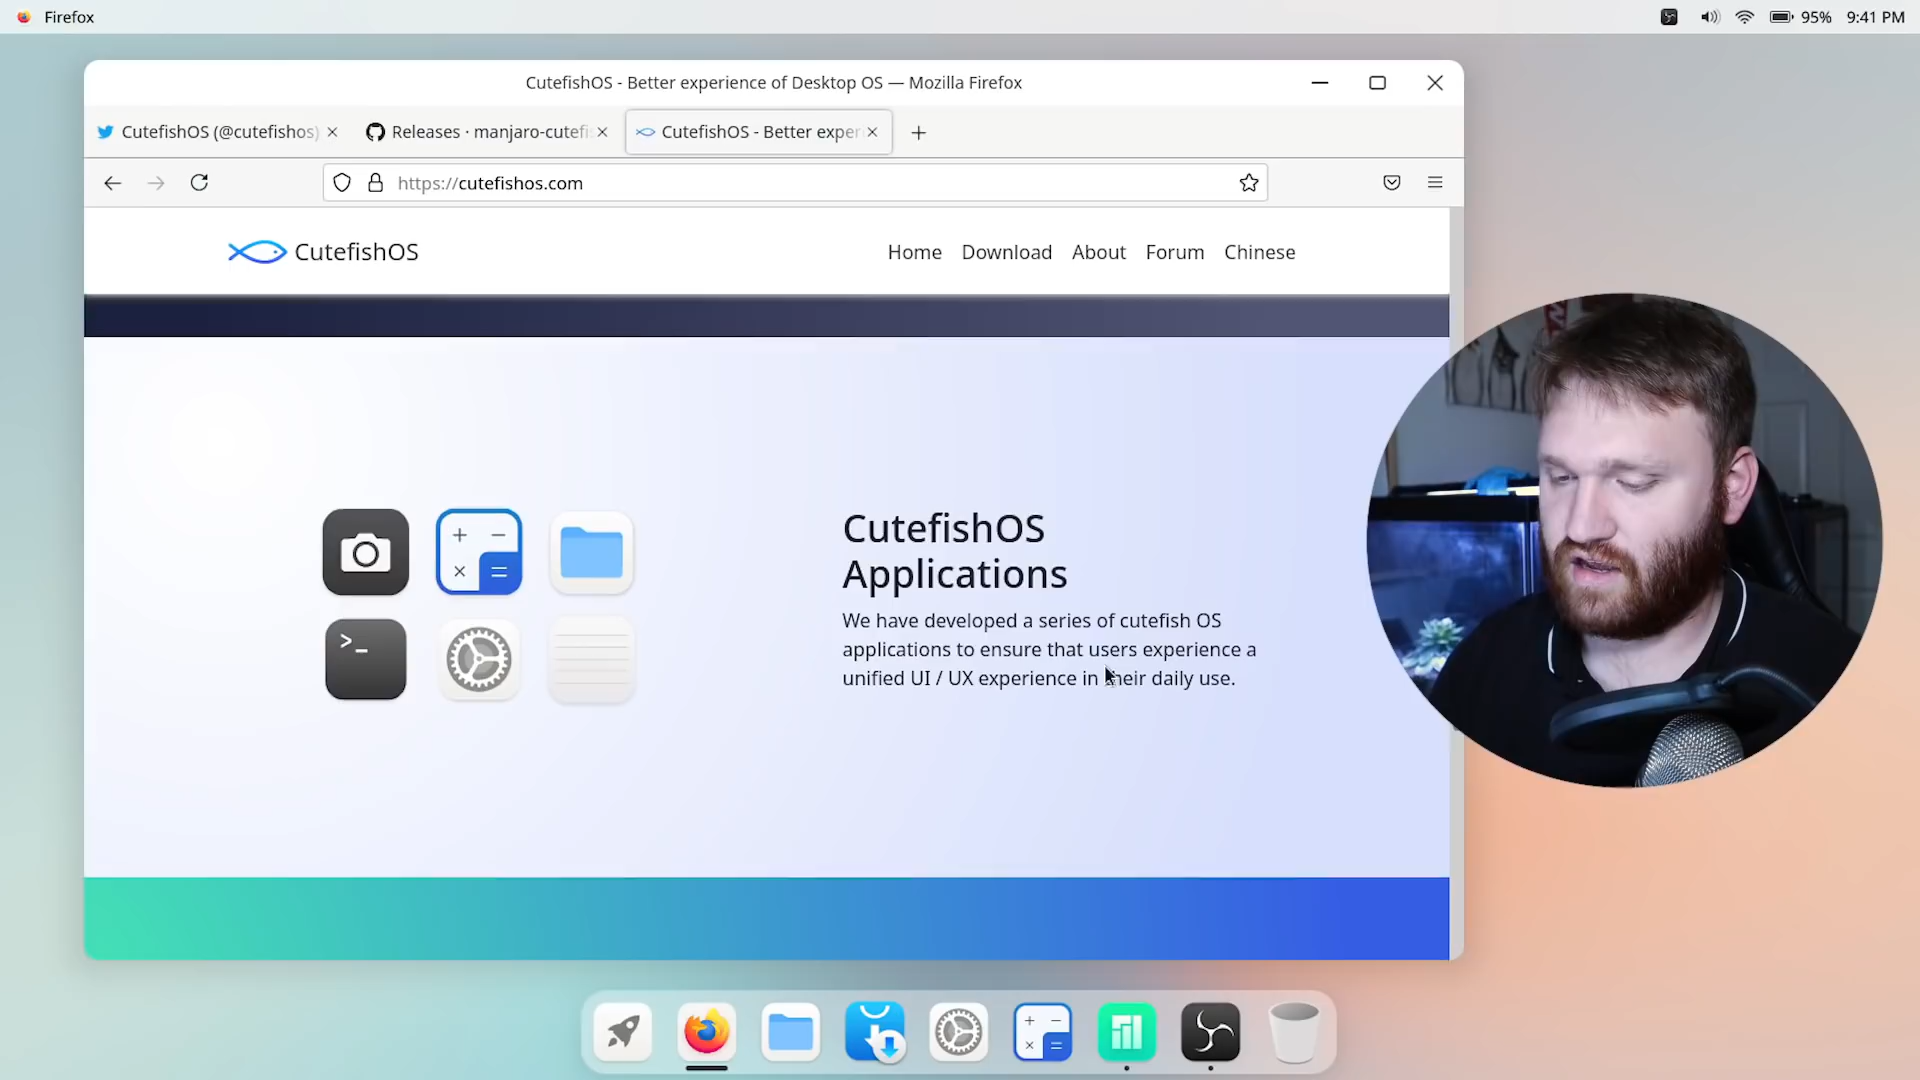 Firefox
95% 9:41 PM
CutefishOS - Better experience of Desktop OS — Mozilla Firefox
CutefishOS (@cutefishos)
Releases · manjaro-cutefi
CutefishOS - Better exper
https://cutefishos.com
CutefishOS
Home Download About Forum Chinese
CutefishOS
Applications
We have developed a series of cutefish OS
applications to ensure that users experience a
unified UI / UX experience in their daily use.